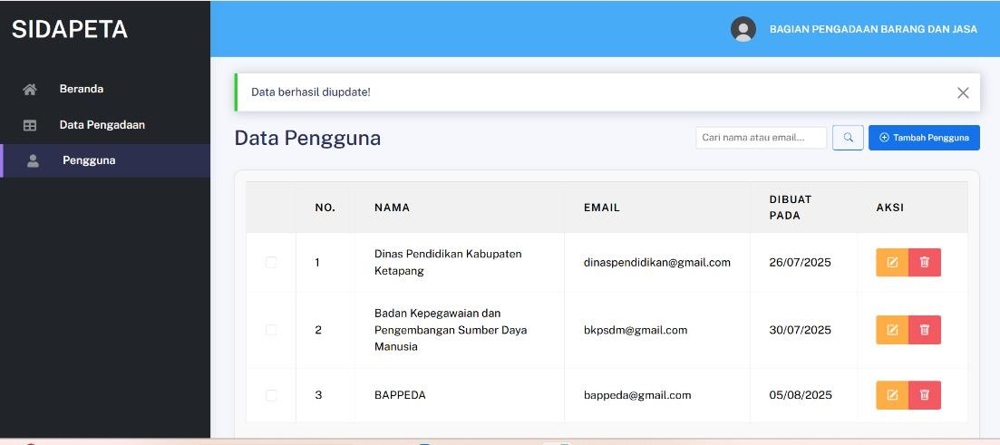 SIDAPETA
BAGIAN PENGADAAN BARANG DAN JASA
Beranda
Data Pengadaan
Pengguna
Data berhasil diupdate!
Data Pengguna
Cari nama atau email...
Tambah Pengguna
NO.
NAMA
EMAIL
DIBUAT
PADA
AKSI
1
Dinas Pendidikan Kabupaten
Ketapang
dinaspendidikan@gmail.com
26/07/2025
2
Badan Kepegawaian dan
Pengembangan Sumber Daya
Manusia
bkpsdm@gmail.com
30/07/2025
3
BAPPEDA
bappeda@gmail.com
05/08/2025